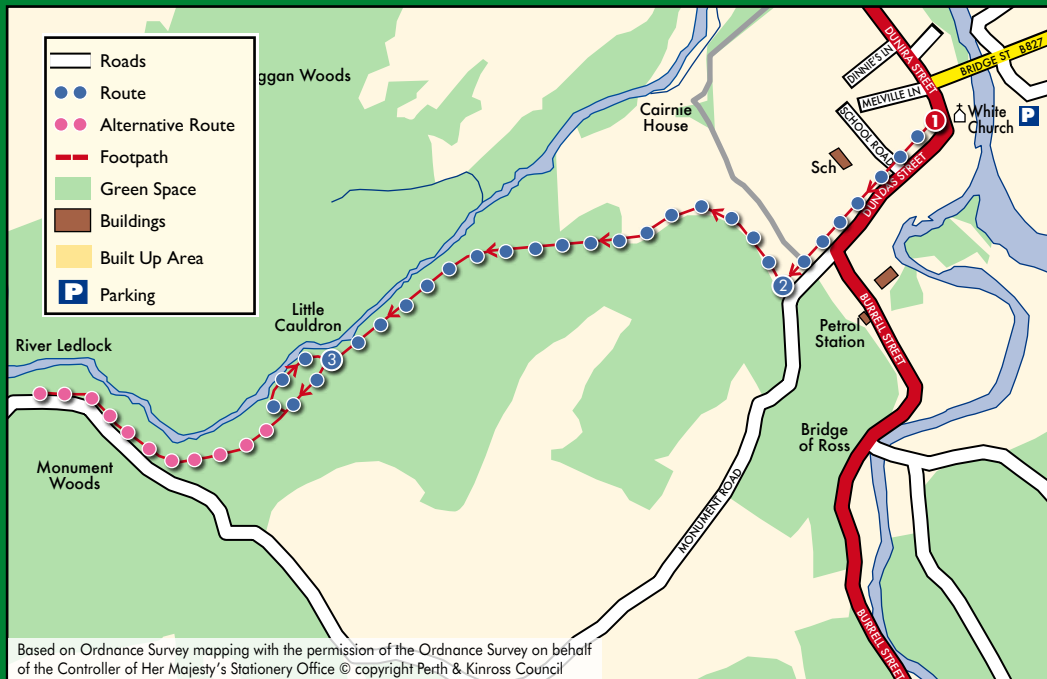 Roads
Route
Alternative Route
Footpath
Green Space
Buildings
Built Up Area
P
Parking
ggan Woods
Cairnie
House
DUNIRA STREET
DINNIE'S LN
BRIDGE ST B827
MELVILLE LN
SCHOOL ROAD
1
White
Church
P
Sch
DUNDAS STREET
2
Little
Cauldron
3
River Ledlock
Petrol
Station
BURRELL STREET
Monument
Woods
Bridge
of Ross
MONUMENT ROAD
BURRELL STREET
Based on Ordnance Survey mapping with the permission of the Ordnance Survey on behalf
of the Controller of Her Majesty's Stationery Office © copyright Perth & Kinross Council